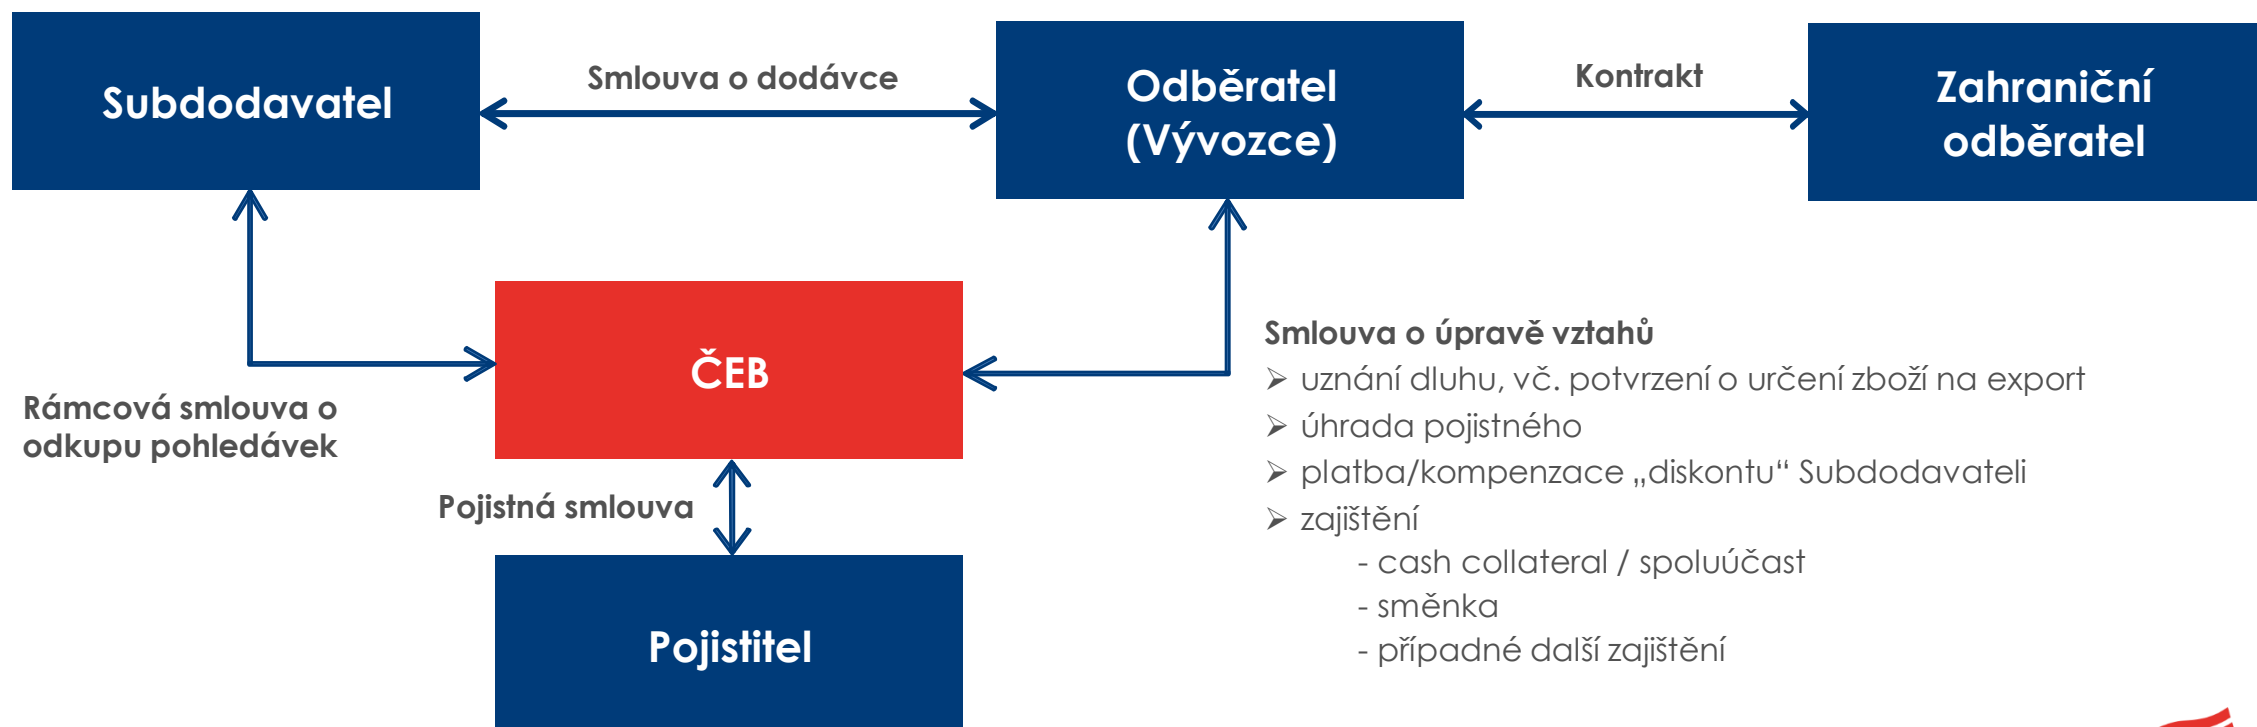 Subdodavatel
Smlouva o dodávce
Odběratel
(Vývozce)
Kontrakt
Zahraniční
odběratel
ČEB
Rámcová smlouva o
odkupu pohledávek
Pojistná smlouva
Pojistitel
Smlouva o úpravě vztahů
➢ uznání dluhu, vč. potvrzení o určení zboží na export
➢ úhrada pojistného
➢ platba/kompenzace „diskontu“ Subdodavateli
➢ zajištění
- cash collateral / spoluúčast
- směnka
- případné další zajištění